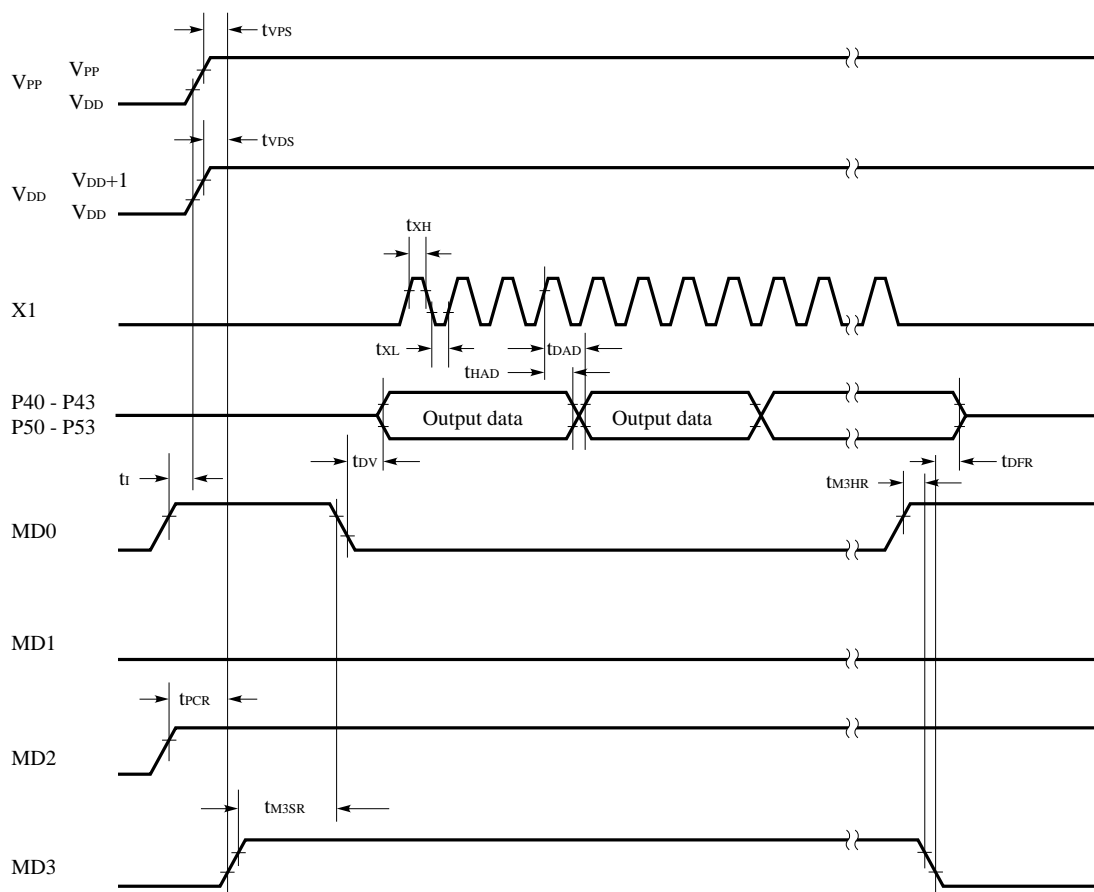 tVPS
VPP VPP
VDD
tVDS
VDD VDD+1
VDD
tXH
X1
tXL tDAD
tHAD
P40 - P43
P50 - P53
Output data Output data
tDV tDFR
tI tM3HR
MD0
MD1
tPCR
MD2
tM3SR
MD3